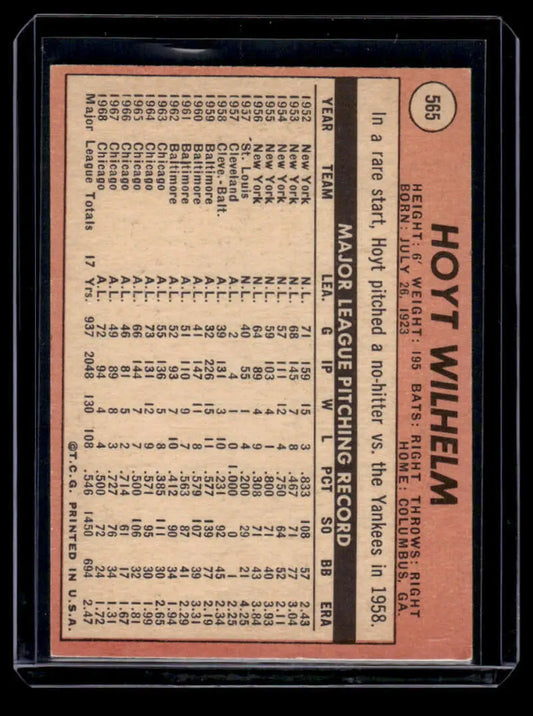 565
HOYT WILHELM
HEIGHT: 6' WEIGHT: 195 BATS: RIGHT THROWS: RIGHT
BORN: JULY 26, 1923 HOME: COLUMBUS, GA.
In a rare start, Hoyt pitched a no-hitter vs. the Yankees in 1958.
MAJOR LEAGUE PITCHING RECORD
YEAR TEAM LEA. G IP W L PCT SO BB ERA
1952 New York N.L. 71 159 15 3 .833 108 57 2.43
1953 New York N.L. 68 145 7 8 .467 71 77 3.04
1954 New York N.L. 57 111 12 4 .750 64 52 2.11
1955 New York N.L. 59 103 4 1 .800 71 40 3.93
1956 New York N.L. 64 89 4 9 .308 71 43 3.84
1957 St. Louis N.L. 40 55 1 4 .200 29 21 4.25
1957 Cleveland A.L. 2 4 1 0 1.000 0 1 2.25
1958 Cleve.-Balt. A.L. 39 131 3 10 .231 92 45 2.34
1959 Baltimore A.L. 32 226 15 11 .577 139 77 2.19
1960 Baltimore A.L. 41 147 11 8 .579 107 39 3.31
1961 Baltimore A.L. 51 110 9 7 .563 87 41 2.29
1962 Baltimore A.L. 52 93 7 10 .412 90 34 1.94
1963 Chicago A.L. 55 136 5 8 .385 111 30 2.65
1964 Chicago A.L. 73 131 12 9 .571 95 30 1.99
1965 Chicago A.L. 66 144 7 7 .500 106 32 1.81
1966 Chicago A.L. 46 81 5 2 .714 61 17 1.67
1967 Chicago A.L. 49 89 8 3 .727 76 34 1.31
1968 Chicago A.L. 72 94 4 4 .500 72 24 1.72
Major League Totals 17 Yrs. 937 2048 130 108 .546 1450 694 2.47
©T.C.G. PRINTED IN U.S.A.